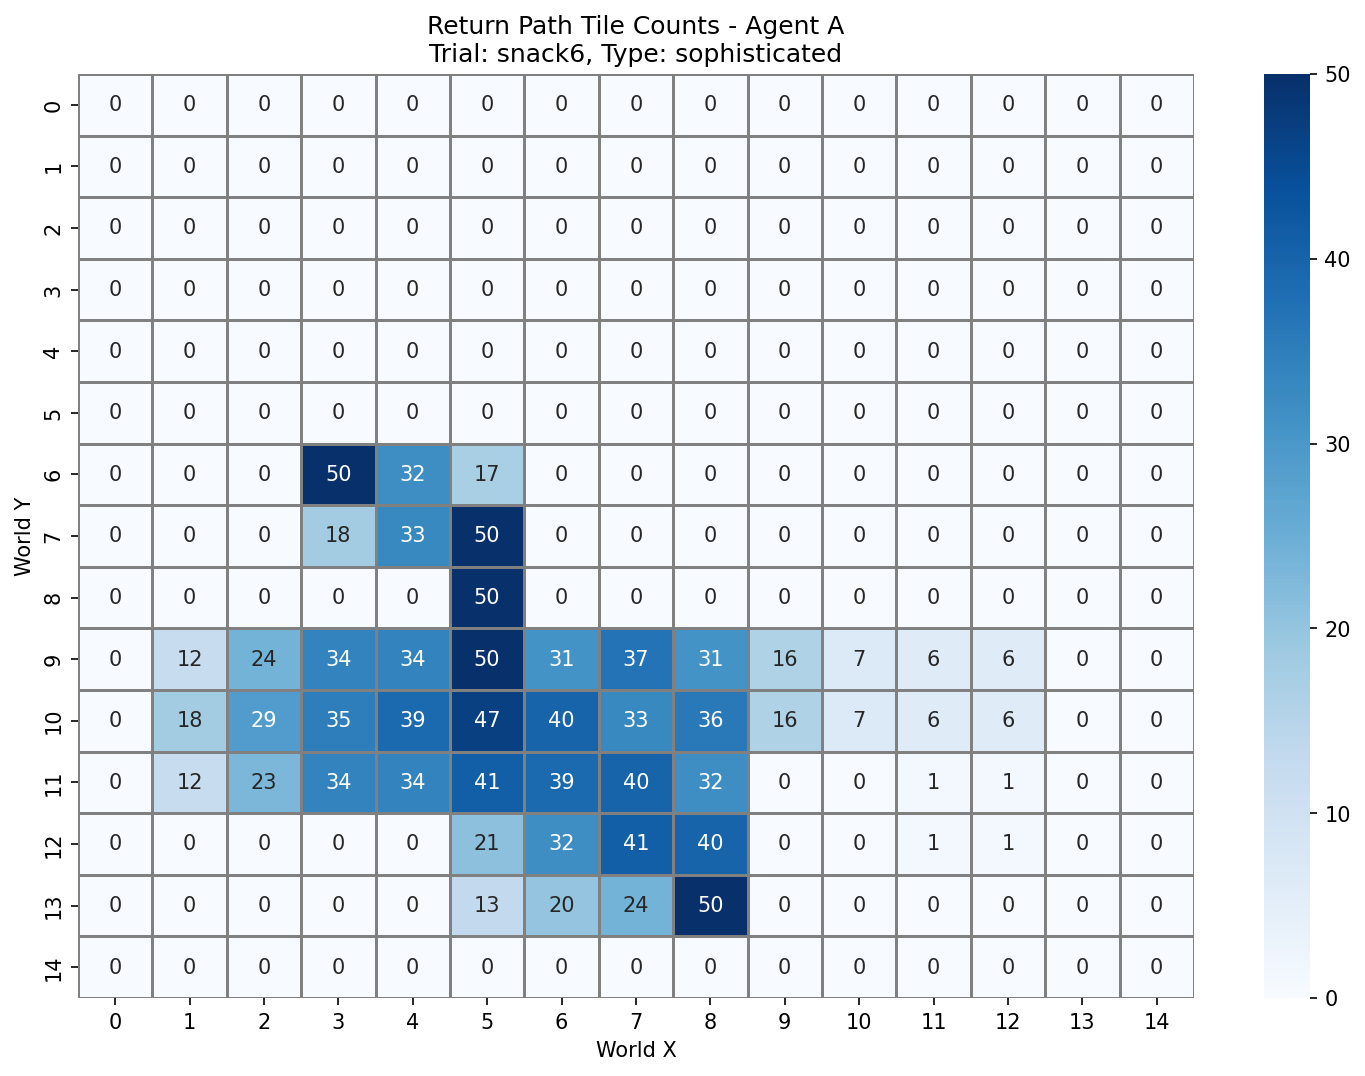 Return Path Tile Counts - Agent A
Trial: snack6, Type: sophisticated
World Y
0 0 0 0 0 0 0 0 0 0 0 0 0 0 0 0
1 0 0 0 0 0 0 0 0 0 0 0 0 0 0 0
2 0 0 0 0 0 0 0 0 0 0 0 0 0 0 0
3 0 0 0 0 0 0 0 0 0 0 0 0 0 0 0
4 0 0 0 0 0 0 0 0 0 0 0 0 0 0 0
5 0 0 0 0 0 0 0 0 0 0 0 0 0 0 0
6 0 0 0 50 32 17 0 0 0 0 0 0 0 0 0
7 0 0 0 18 33 50 0 0 0 0 0 0 0 0 0
8 0 0 0 0 0 50 0 0 0 0 0 0 0 0 0
9 0 12 24 34 34 50 31 37 31 16 7 6 6 0 0
10 0 18 29 35 39 47 40 33 36 16 7 6 6 0 0
11 0 12 23 34 34 41 39 40 32 0 0 1 1 0 0
12 0 0 0 0 0 21 32 41 40 0 0 1 1 0 0
13 0 0 0 0 0 13 20 24 50 0 0 0 0 0 0
14 0 0 0 0 0 0 0 0 0 0 0 0 0 0 0
0 1 2 3 4 5 6 7 8 9 10 11 12 13 14
World X
50
40
30
20
10
0